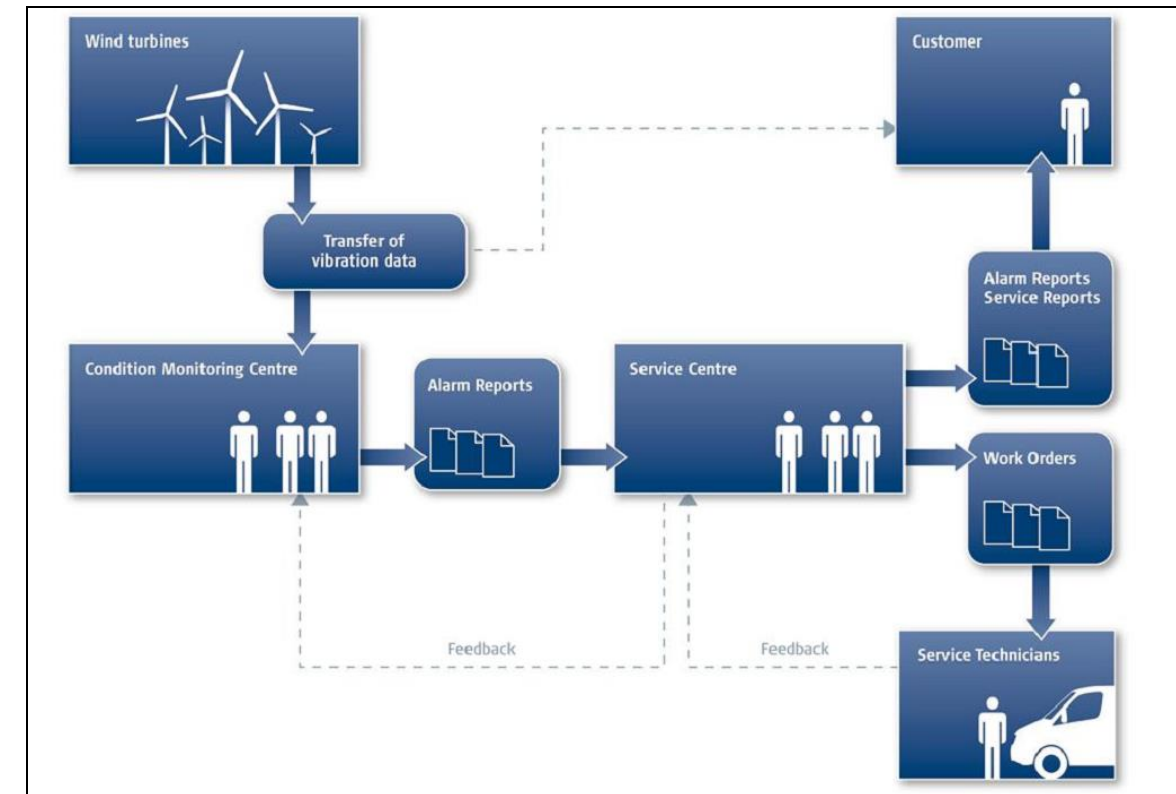 Wind turbines
Customer
Transfer of
vibration data
Alarm Reports
Service Reports
Condition Monitoring Centre
Alarm Reports
Service Centre
Work Orders
Feedback
Feedback
Service Technicians